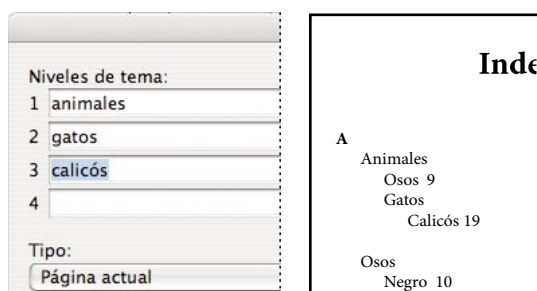 Niveles de tema:
1 animales
2 gatos
3 calicós
4
Tipo:
Página actual
A
Animales
Osos 9
Gatos
Calicós 19
Osos
Negro 10